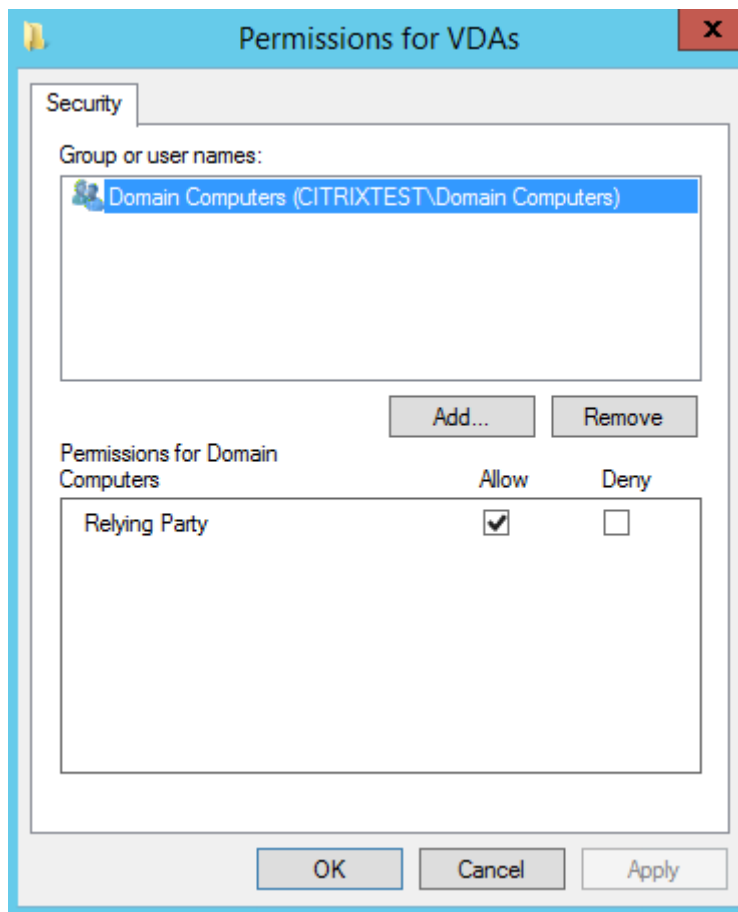 Permissions for VDAs
x
Security
Group or user names:
Domain Computers (CITRIXTEST\Domain Computers)
Add...
Remove
Permissions for Domain
Computers
Allow
Deny
Relying Party
OK
Cancel
Apply